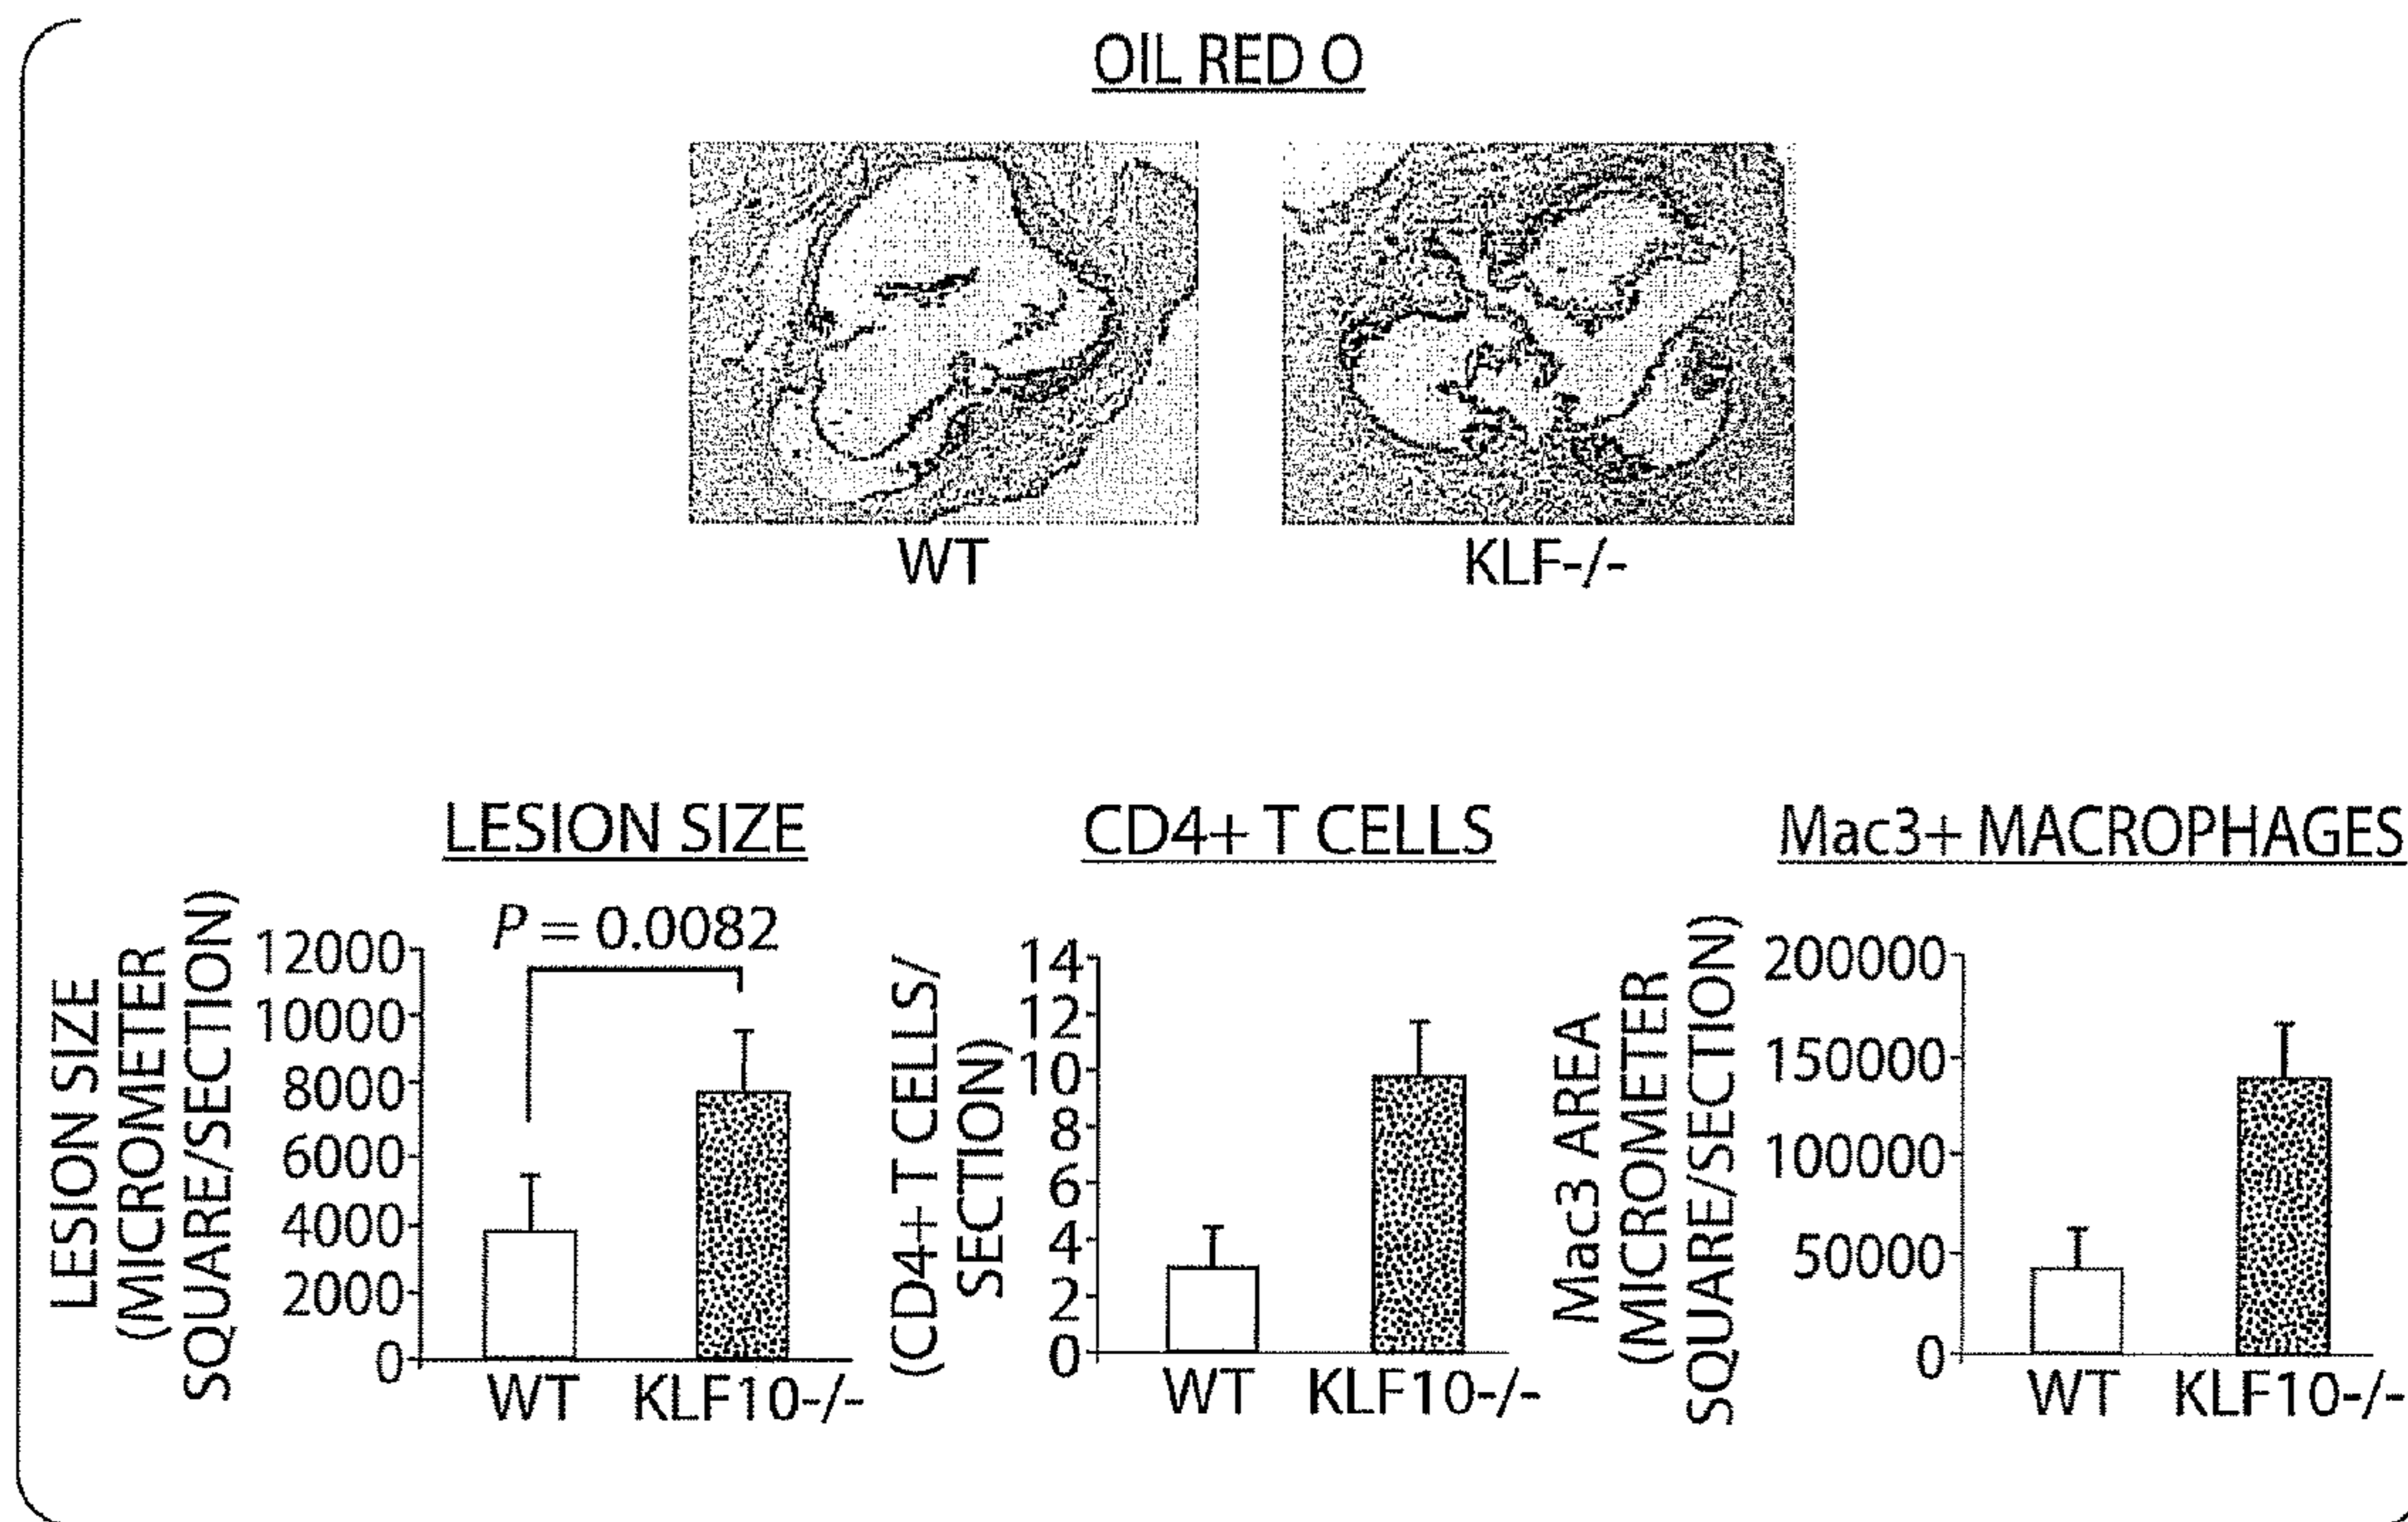 OIL RED O
WT
KLF-/-
LESION SIZE
LESION SIZE
(MICROMETER
SQUARE/SECTION)
12000
10000
8000
6000
4000
2000
0
P = 0.0082
WT
KLF10-/-
CD4+ T CELLS
(CD4+ T CELLS/
SECTION)
14
12
10
8
6
4
2
0
WT
KLF10-/-
Mac3+ MACROPHAGES
Mac3 AREA
(MICROMETER
SQUARE/SECTION)
200000
150000
100000
50000
0
WT
KLF10-/-